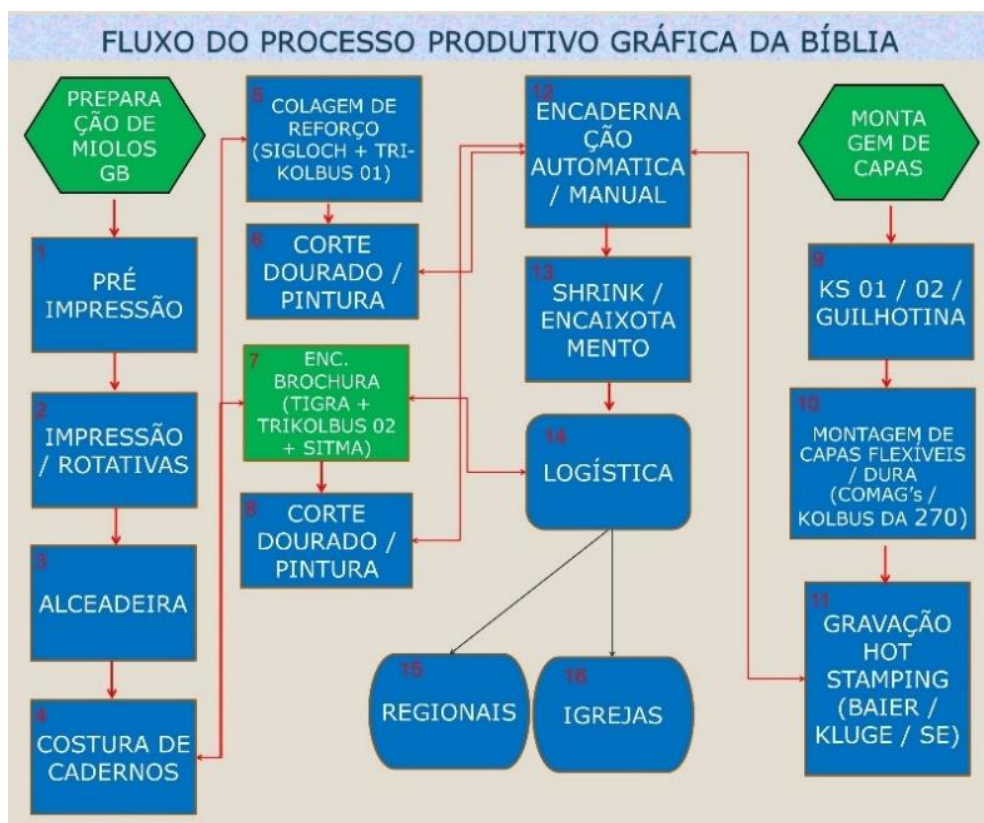 FLUXO DO PROCESSO PRODUTIVO GRÁFICA DA BÍBLIA
PREPARA
ÇÃO DE
MIOLOS
GB
1
PRÉ
IMPRESSÃO
2
IMPRESSÃO
/ ROTATIVAS
3
ALCEADEIRA
4
COSTURA DE
CADERNOS
5
COLAGEM DE
REFORÇO
(SIGLOCH + TRI-
KOLBUS 01)
6
CORTE
DOURADO /
PINTURA
7
ENC.
BROCHURA
(TIGRA +
TRIKOLBUS 02
+ SITMA)
8
CORTE
DOURADO /
PINTURA
12
ENCADERNA
ÇÃO
AUTOMATICA
/ MANUAL
13
SHRINK /
ENCAIXOTA
MENTO
14
LOGÍSTICA
15
REGIONAIS
16
IGREJAS
MONTA
GEM DE
CAPAS
9
KS 01 / 02 /
GUILHOTINA
10
MONTAGEM DE
CAPAS FLEXÍVEIS
/ DURA
(COMAG's /
KOLBUS DA 270)
11
GRAVAÇÃO
HOT
STAMPING
(BAIER /
KLUGE / SE)